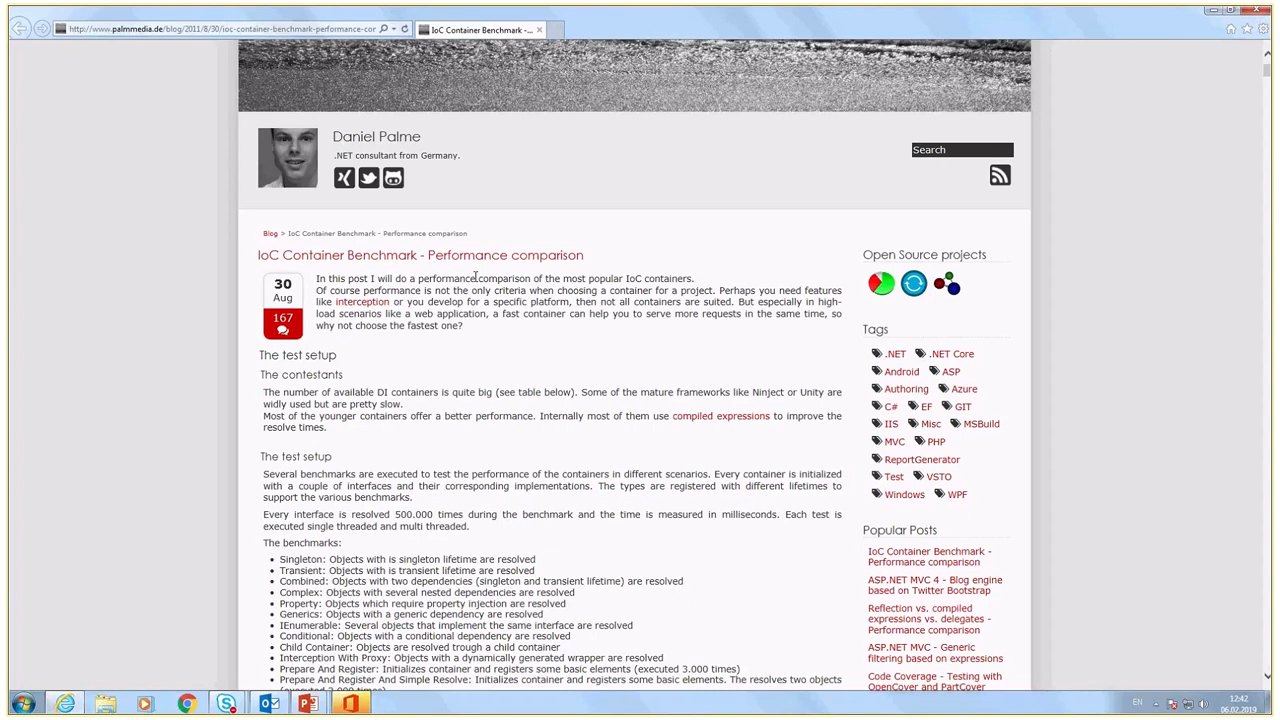 http://www.palmmedia.de/blog/2011/8/30/ioc-container-benchmark-performance-cor
IoC Container Benchmark -...
Daniel Palme
.NET consultant from Germany.
Search
Blog > IoC Container Benchmark - Performance comparison
IoC Container Benchmark - Performance comparison
30
Aug
167
In this post I will do a performance comparison of the most popular IoC containers.
Of course performance is not the only criteria when choosing a container for a project. Perhaps you need features
like interception or you develop for a specific platform, then not all containers are suited. But especially in high-
load scenarios like a web application, a fast container can help you to serve more requests in the same time, so
why not choose the fastest one?
The test setup
The contestants
The number of available DI containers is quite big (see table below). Some of the mature frameworks like Ninject or Unity are
widly used but are pretty slow.
Most of the younger containers offer a better performance. Internally most of them use compiled expressions to improve the
resolve times.
The test setup
Several benchmarks are executed to test the performance of the containers in different scenarios. Every container is initialized
with a couple of interfaces and their corresponding implementations. The types are registered with different lifetimes to
support the various benchmarks.
Every interface is resolved 500.000 times during the benchmark and the time is measured in milliseconds. Each test is
executed single threaded and multi threaded.
The benchmarks:
• Singleton: Objects with is singleton lifetime are resolved
• Transient: Objects with is transient lifetime are resolved
• Combined: Objects with two dependencies (singleton and transient lifetime) are resolved
• Complex: Objects with several nested dependencies are resolved
• Property: Objects which require property injection are resolved
• Generics: Objects with a generic dependency are resolved
• IEnumerable: Several objects that implement the same interface are resolved
• Conditional: Objects with a conditional dependency are resolved
• Child Container: Objects are resolved trough a child container
• Interception With Proxy: Objects with a dynamically generated wrapper are resolved
• Prepare And Register: Initializes container and registers some basic elements (executed 3.000 times)
• Prepare And Register And Simple Resolve: Initializes container and registers some basic elements. The resolves two objects
(executed 3.000 times)
Open Source projects
Tags
.NET .NET Core
Android ASP
Authoring Azure
C# EF GIT
IIS Misc MSBuild
MVC PHP
ReportGenerator
Test VSTO
Windows WPF
Popular Posts
IoC Container Benchmark -
Performance comparison
ASP.NET MVC 4 - Blog engine
based on Twitter Bootstrap
Reflection vs. compiled
expressions vs. delegates -
Performance comparison
ASP.NET MVC - Generic
filtering based on expressions
Code Coverage - Testing with
OpenCover and PartCover
EN
12:42
06.02.2019